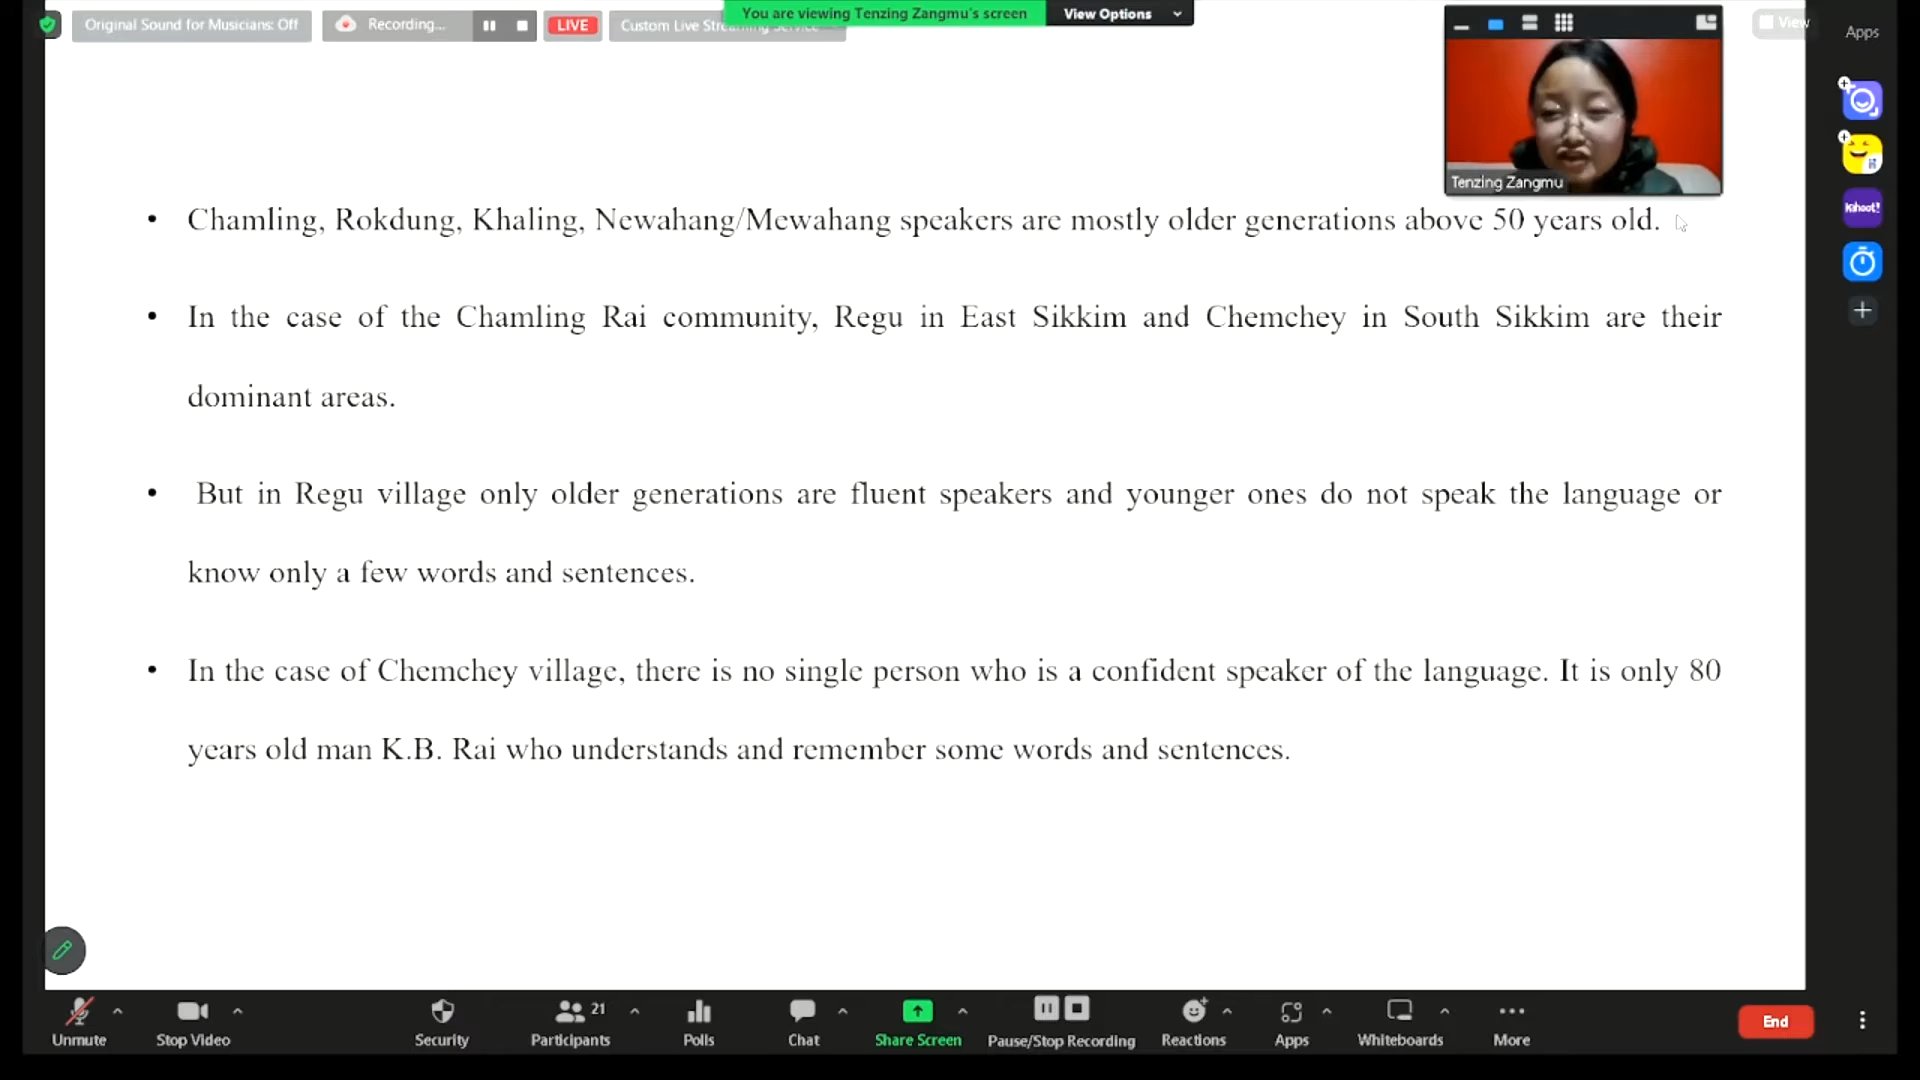 Original Sound for Musicians: Off
Recording...
LIVE
Custom Live Streaming Service
You are viewing Tenzing Zangmu's screen
View Options
View
Apps
Tenzing Zangmu
kahoot!
• Chamling, Rokdung, Khaling, Newahang/Mewahang speakers are mostly older generations above 50 years old.
• In the case of the Chamling Rai community, Regu in East Sikkim and Chemchey in South Sikkim are their
dominant areas.
• But in Regu village only older generations are fluent speakers and younger ones do not speak the language or
know only a few words and sentences.
• In the case of Chemchey village, there is no single person who is a confident speaker of the language. It is only 80
years old man K.B. Rai who understands and remember some words and sentences.
Unmute
Stop Video
Security
21
Participants
Polls
Chat
Share Screen
Pause/Stop Recording
Reactions
Apps
Whiteboards
More
End